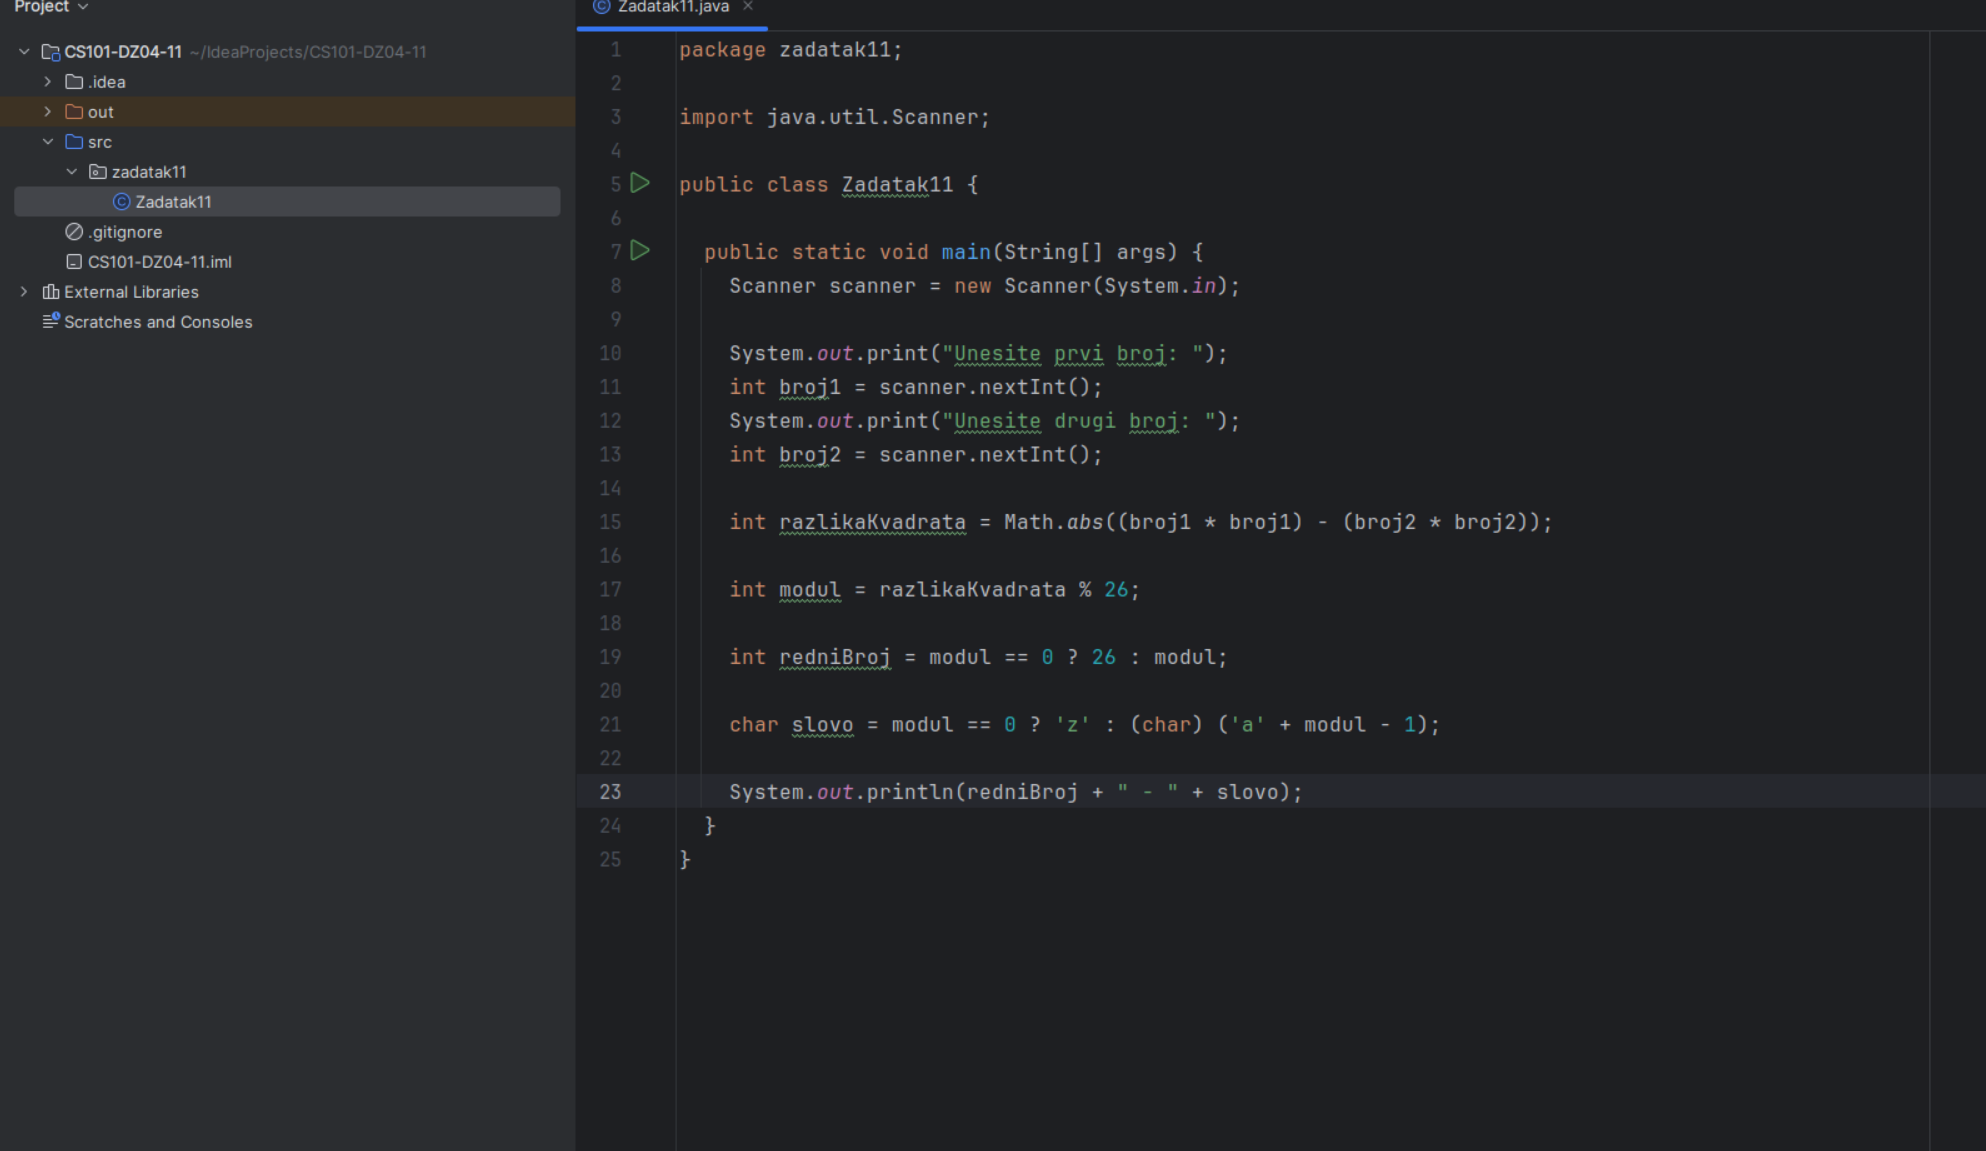 Project
CS101-DZ04-11 ~/IdeaProjects/CS101-DZ04-11
.idea
out
src
zadatak11
Zadatak11
.gitignore
CS101-DZ04-11.iml
External Libraries
Scratches and Consoles
Zadatak11.java
1 package zadatak11;
2
3 import java.util.Scanner;
4
5 public class Zadatak11 {
6
7 public static void main(String[] args) {
8 Scanner scanner = new Scanner(System.in);
9
10 System.out.print("Unesite prvi broj: ");
11 int broj1 = scanner.nextInt();
12 System.out.print("Unesite drugi broj: ");
13 int broj2 = scanner.nextInt();
14
15 int razlikaKvadrata = Math.abs((broj1 * broj1) - (broj2 * broj2));
16
17 int modul = razlikaKvadrata % 26;
18
19 int redniBroj = modul == 0 ? 26 : modul;
20
21 char slovo = modul == 0 ? 'z' : (char) ('a' + modul - 1);
22
23 System.out.println(redniBroj + " - " + slovo);
24 }
25 }